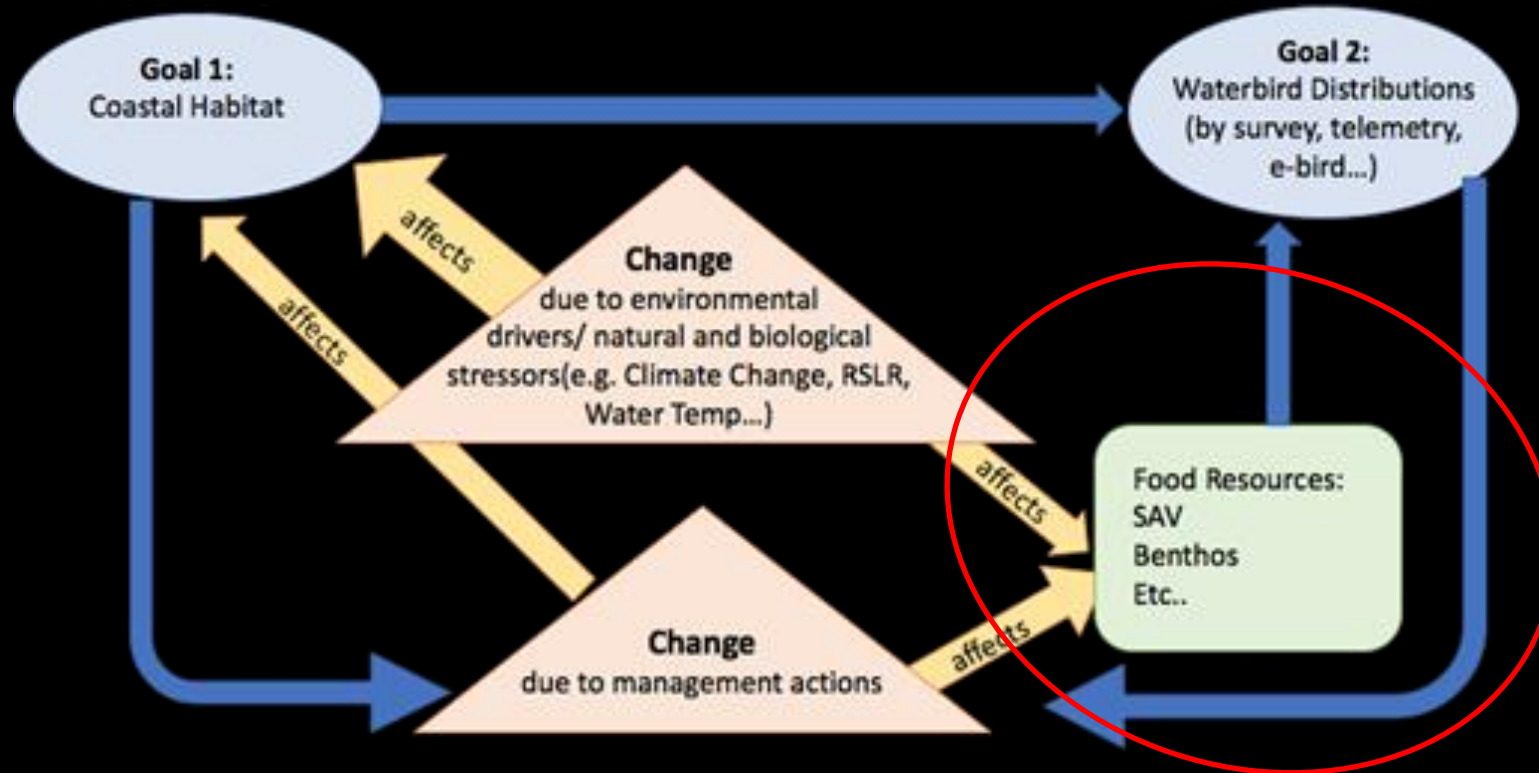 Goal 1:
Coastal Habitat
Goal 2:
Waterbird Distributions
(by survey, telemetry,
e-bird...)
affects
affects
Change
due to environmental
drivers/ natural and biological
stressors(e.g. Climate Change, RSLR,
Water Temp...)
affects
Food Resources:
SAV
Benthos
Etc..
affects
Change
due to management actions